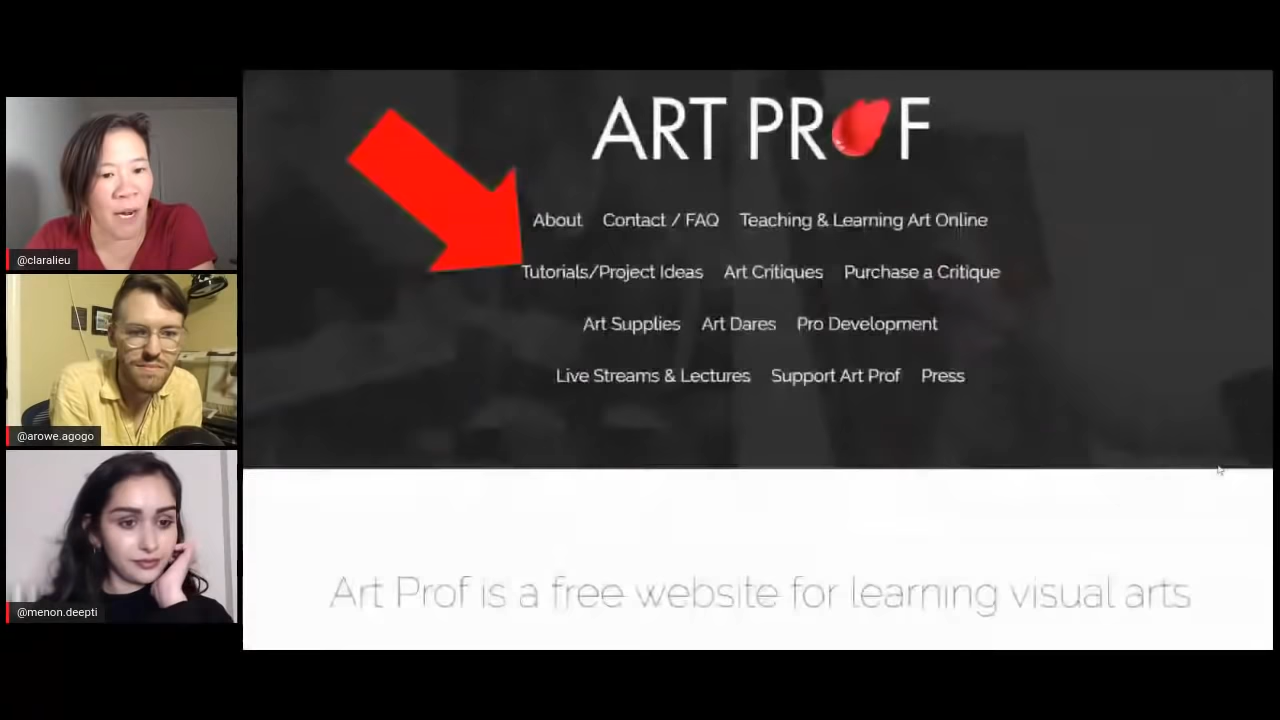 @claralieu
@arowe.agogo
@menon.deepti
ART PROF
About Contact / FAQ Teaching & Learning Art Online
Tutorials/Project Ideas Art Critiques Purchase a Critique
Art Supplies Art Dares Pro Development
Live Streams & Lectures Support Art Prof Press
Art Prof is a free website for learning visual arts